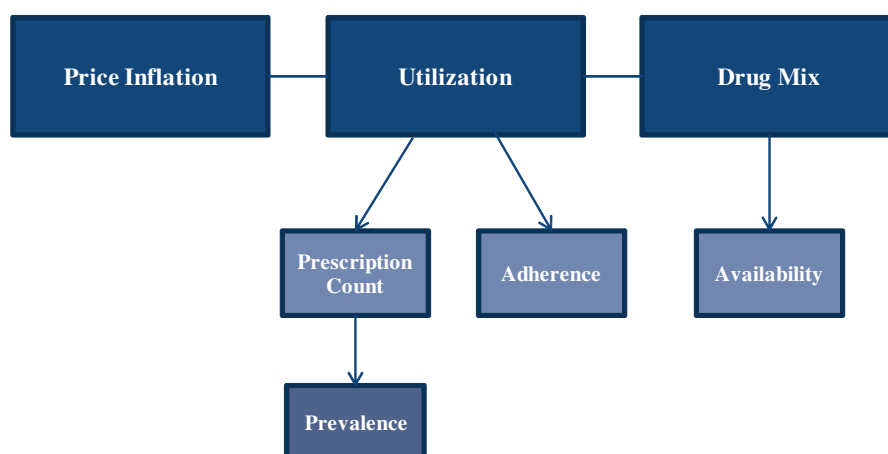 Price Inflation
Utilization
Drug Mix
Prescription
Count
Adherence
Availability
Prevalence